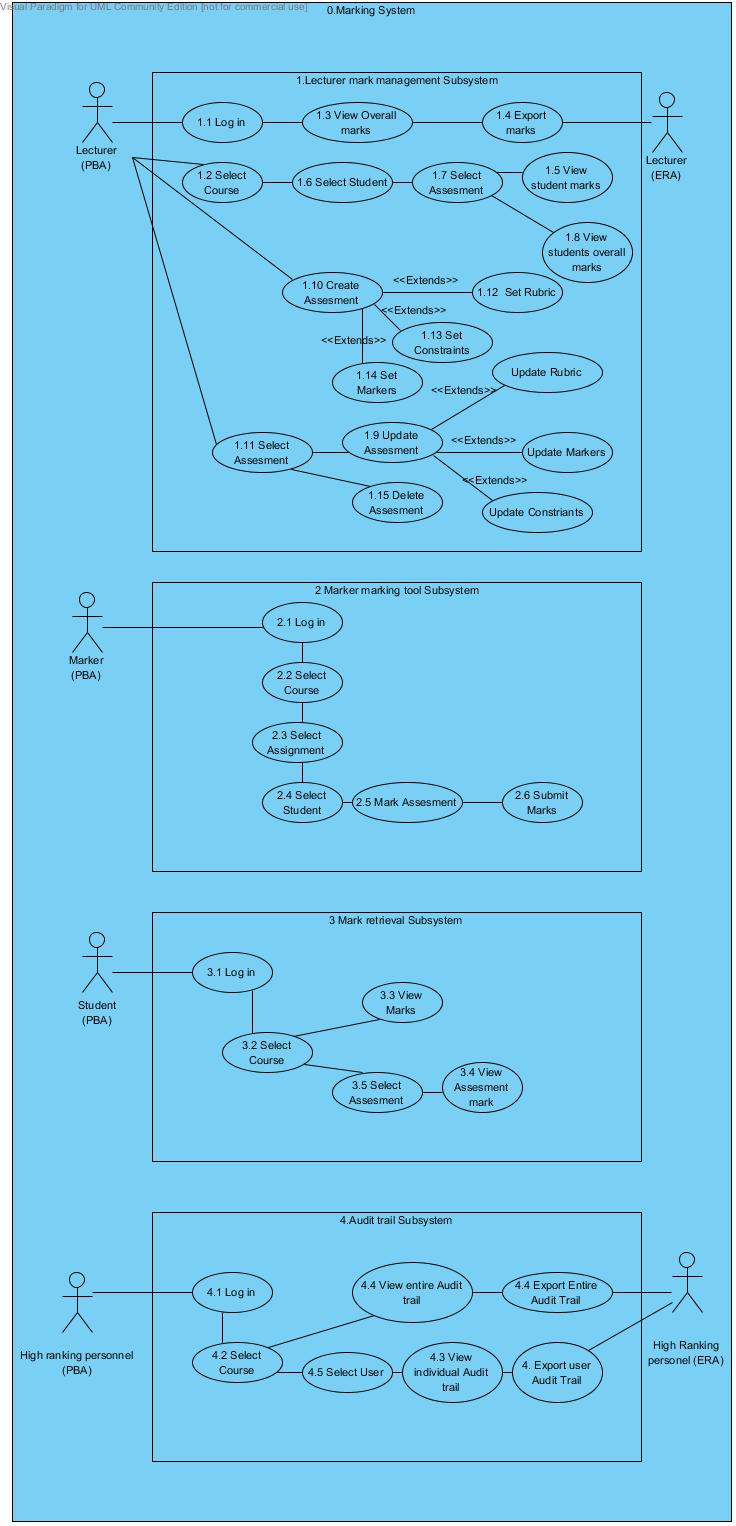 Visual Paradigm for UML Community Edition [not for commercial use]
0.Marking System
1.Lecturer mark management Subsystem
Lecturer
(PBA)
1.1 Log in
1.3 View Overall
marks
1.4 Export
marks
Lecturer
(ERA)
1.2 Select
Course
1.6 Select Student
1.7 Select
Assesment
1.5 View
student marks
1.8 View
students overall
marks
1.10 Create
Assesment
<<Extends>>
1.12  Set Rubric
<<Extends>>
1.13 Set
Constraints
<<Extends>>
1.14 Set
Markers
Update Rubric
<<Extends>>
1.11 Select
Assesment
1.9 Update
Assesment
<<Extends>>
Update Markers
<<Extends>>
1.15 Delete
Assesment
Update Constriants
2 Marker marking tool Subsystem
Marker
(PBA)
2.1 Log in
2.2 Select
Course
2.3 Select
Assignment
2.4 Select
Student
2.5 Mark Assesment
2.6 Submit
Marks
3 Mark retrieval Subsystem
Student
(PBA)
3.1 Log in
3.3 View
Marks
3.2 Select
Course
3.5 Select
Assesment
3.4 View
Assesment
mark
4.Audit trail Subsystem
High ranking personnel
(PBA)
4.1 Log in
4.4 View entire Audit
trail
4.4 Export Entire
Audit Trail
High Ranking
personel (ERA)
4.2 Select
Course
4.5 Select User
4.3 View
individual Audit
trail
4. Export user
Audit Trail